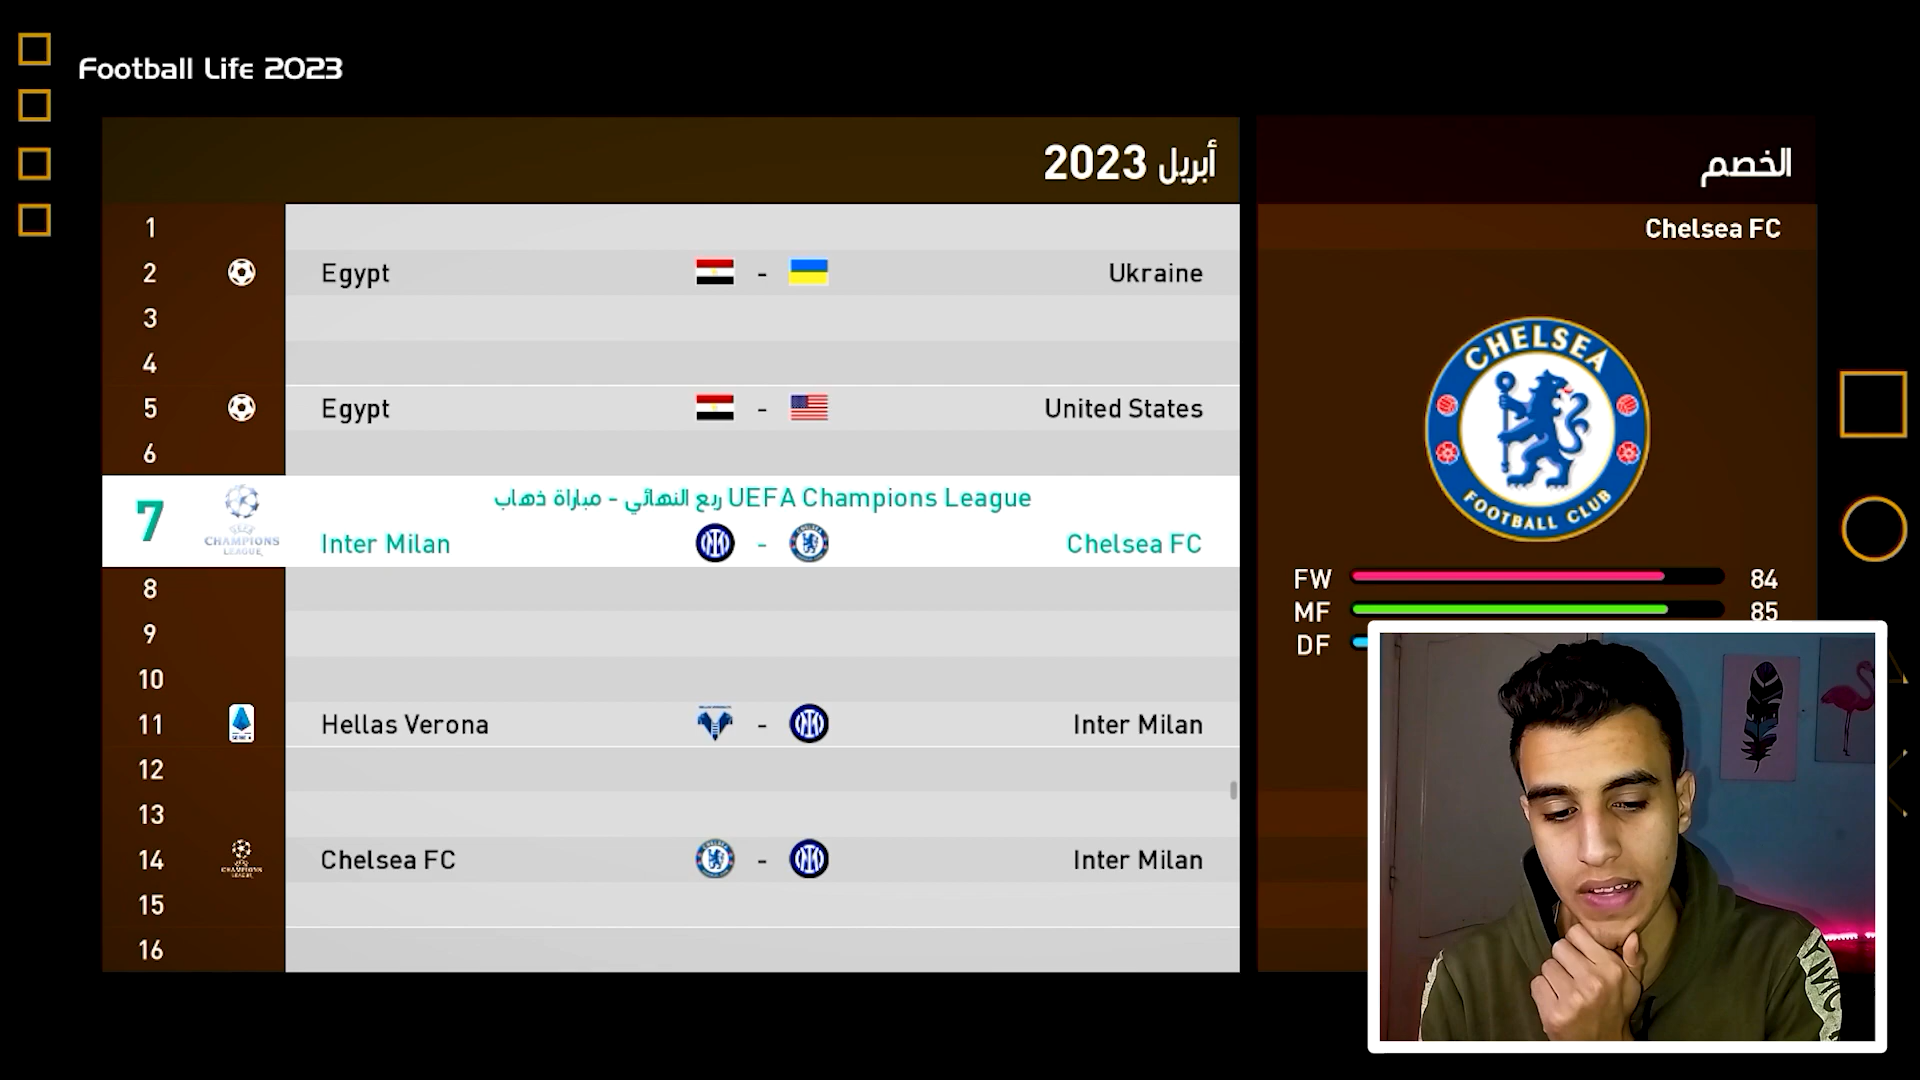 Football Life 2023
أبريل 2023
الخصم
Chelsea FC
1
2 Egypt - Ukraine
3
4
5 Egypt - United States
6
7
UEFA Champions League ربع النهائي - مباراة ذهاب
CHAMPIONS
LEAGUE
Inter Milan - Chelsea FC
8
9
10
11 Hellas Verona - Inter Milan
12
13
14 Chelsea FC - Inter Milan
15
16
CHELSEA
FOOTBALL CLUB
FW 84
MF 85
DF